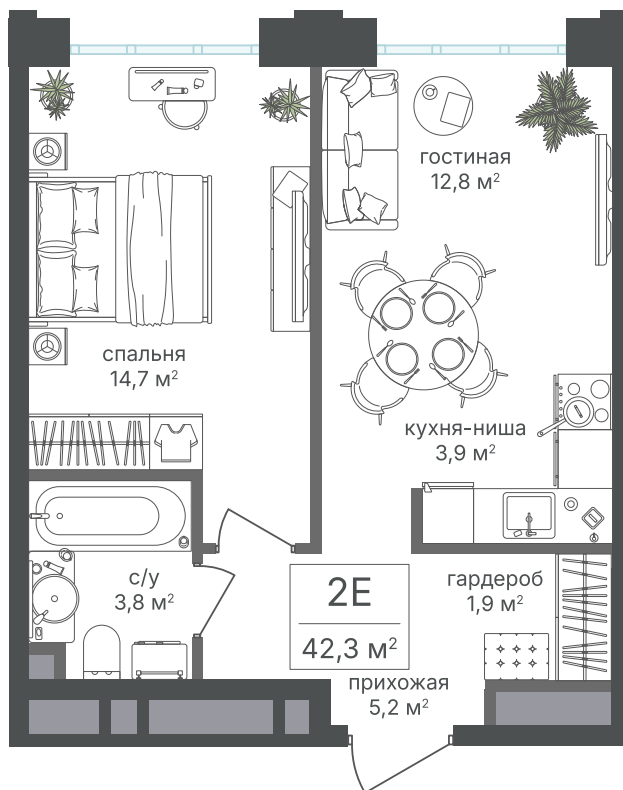 гостиная
12,8 м²
спальня
14,7 м²
кухня-ниша
3,9 м²
с/у
3,8 м²
2Е
42,3 м²
гардероб
1,9 м²
прихожая
5,2 м²